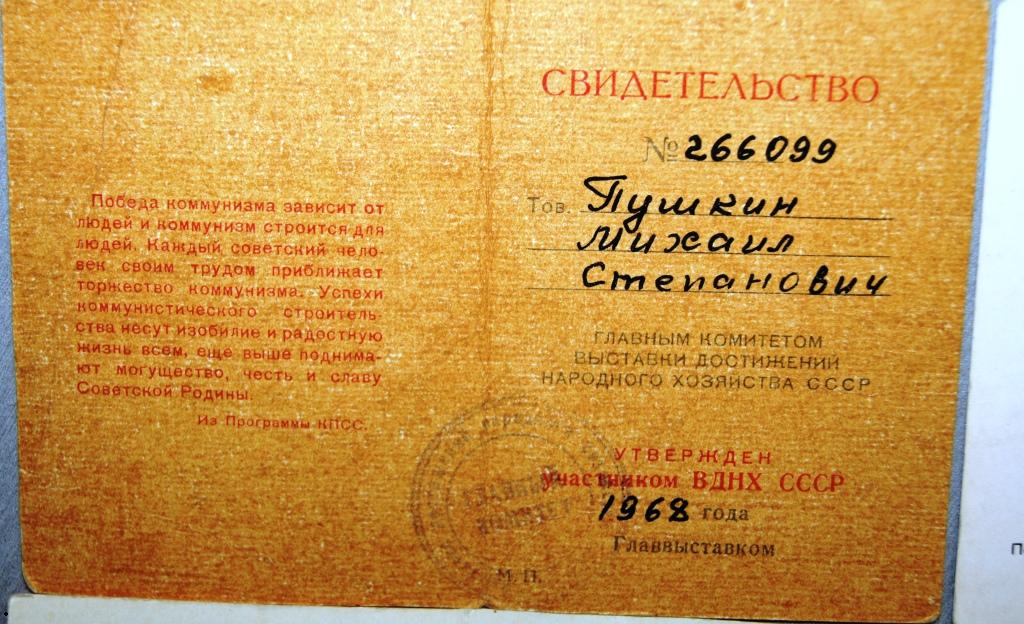 Победа коммунизма зависит от
людей и коммунизм строится для
людей. Каждый советский чело-
век своим трудом приближает
торжество коммунизма. Успехи
коммунистического строитель-
ства несут изобилие и радостную
жизнь всем, еще выше поднима-
ют могущество, честь и славу
Советской Родины.
Из Программы КПСС.
СВИДЕТЕЛЬСТВО
№ 266099
Тов. Пушкин
Михаил
Степанович
ГЛАВНЫМ КОМИТЕТОМ
ВЫСТАВКИ ДОСТИЖЕНИЙ
НАРОДНОГО ХОЗЯЙСТВА СССР
УТВЕРЖДЕН
участником ВДНХ СССР
1968 года
Главвыставком
М. П.